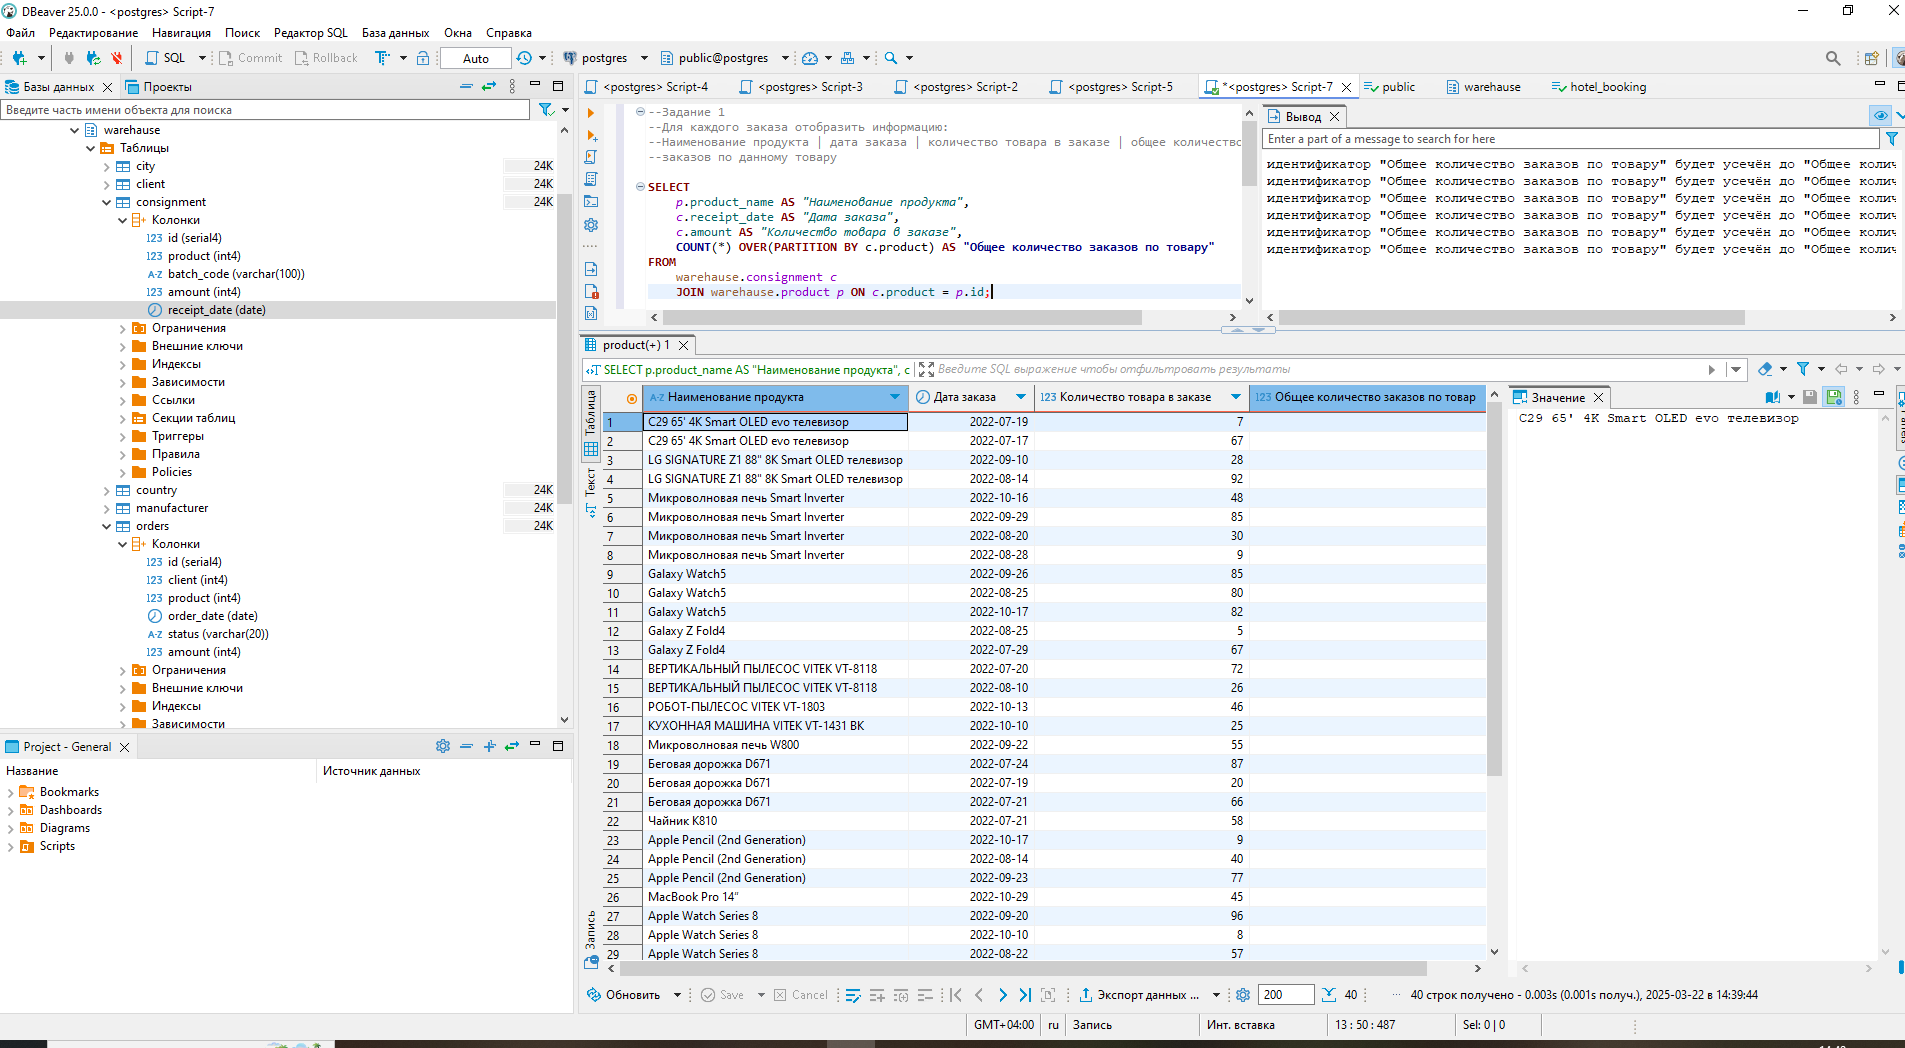 DBeaver 25.0.0 - <postgres> Script-7
Файл Редактирование Навигация Поиск Редактор SQL База данных Окна Справка
SQL Commit Rollback Auto postgres public@postgres
Базы данных Проекты
Введите часть имени объекта для поиска
warehause
Таблицы
city 24K
client 24K
consignment 24K
Колонки
123 id (serial4)
123 product (int4)
A-Z batch_code (varchar(100))
123 amount (int4)
receipt_date (date)
Ограничения
Внешние ключи
Индексы
Зависимости
Ссылки
Секции таблиц
Триггеры
Правила
Policies
country 24K
manufacturer 24K
orders 24K
Колонки
123 id (serial4)
123 client (int4)
123 product (int4)
order_date (date)
A-Z status (varchar(20))
123 amount (int4)
Ограничения
Внешние ключи
Индексы
Зависимости
Project - General
Название Источник данных
Bookmarks
Dashboards
Diagrams
Scripts
<postgres> Script-4 <postgres> Script-3 <postgres> Script-2 <postgres> Script-5 *<postgres> Script-7 public warehause hotel_booking
--Задание 1
--Для каждого заказа отобразить информацию:
--Наименование продукта | дата заказа | количество товара в заказе | общее количество
--заказов по данному товару
SELECT
p.product_name AS "Наименование продукта",
c.receipt_date AS "Дата заказа",
c.amount AS "Количество товара в заказе",
COUNT(*) OVER(PARTITION BY c.product) AS "Общее количество заказов по товару"
FROM
warehause.consignment c
JOIN warehause.product p ON c.product = p.id;
Вывод
Enter a part of a message to search for here
идентификатор "Общее количество заказов по товару" будет усечён до "Общее колич
идентификатор "Общее количество заказов по товару" будет усечён до "Общее колич
идентификатор "Общее количество заказов по товару" будет усечён до "Общее колич
идентификатор "Общее количество заказов по товару" будет усечён до "Общее колич
идентификатор "Общее количество заказов по товару" будет усечён до "Общее колич
идентификатор "Общее количество заказов по товару" будет усечён до "Общее колич
product(+) 1
SELECT p.product_name AS "Наименование продукта", c Введите SQL выражение чтобы отфильтровать результаты
Таблица
Текст
Запись
A-Z Наименование продукта Дата заказа 123 Количество товара в заказе 123 Общее количество заказов по товар
1 C29 65' 4K Smart OLED evo телевизор 2022-07-19 7
2 C29 65' 4K Smart OLED evo телевизор 2022-07-17 67
3 LG SIGNATURE Z1 88" 8K Smart OLED телевизор 2022-09-10 28
4 LG SIGNATURE Z1 88" 8K Smart OLED телевизор 2022-08-14 92
5 Микроволновая печь Smart Inverter 2022-10-16 48
6 Микроволновая печь Smart Inverter 2022-09-29 85
7 Микроволновая печь Smart Inverter 2022-08-20 30
8 Микроволновая печь Smart Inverter 2022-08-28 9
9 Galaxy Watch5 2022-09-26 85
10 Galaxy Watch5 2022-08-25 80
11 Galaxy Watch5 2022-10-17 82
12 Galaxy Z Fold4 2022-08-25 5
13 Galaxy Z Fold4 2022-07-29 67
14 ВЕРТИКАЛЬНЫЙ ПЫЛЕСОС VITEK VT-8118 2022-07-20 72
15 ВЕРТИКАЛЬНЫЙ ПЫЛЕСОС VITEK VT-8118 2022-08-10 26
16 РОБОТ-ПЫЛЕСОС VITEK VT-1803 2022-10-13 46
17 КУХОННАЯ МАШИНА VITEK VT-1431 BK 2022-10-10 25
18 Микроволновая печь W800 2022-09-22 55
19 Беговая дорожка D671 2022-07-24 87
20 Беговая дорожка D671 2022-07-19 20
21 Беговая дорожка D671 2022-07-21 66
22 Чайник K810 2022-07-21 58
23 Apple Pencil (2nd Generation) 2022-10-17 9
24 Apple Pencil (2nd Generation) 2022-08-14 40
25 Apple Pencil (2nd Generation) 2022-09-23 77
26 MacBook Pro 14" 2022-10-29 45
27 Apple Watch Series 8 2022-09-20 96
28 Apple Watch Series 8 2022-10-10 8
29 Apple Watch Series 8 2022-08-22 57
Значение
C29 65' 4K Smart OLED evo телевизор
Обновить Save Cancel Экспорт данных ... 200 40 40 строк получено - 0.003s (0.001s получ.), 2025-03-22 в 14:39:44
GMT+04:00 ru Запись Инт. вставка 13 : 50 : 487 Sel: 0 | 0